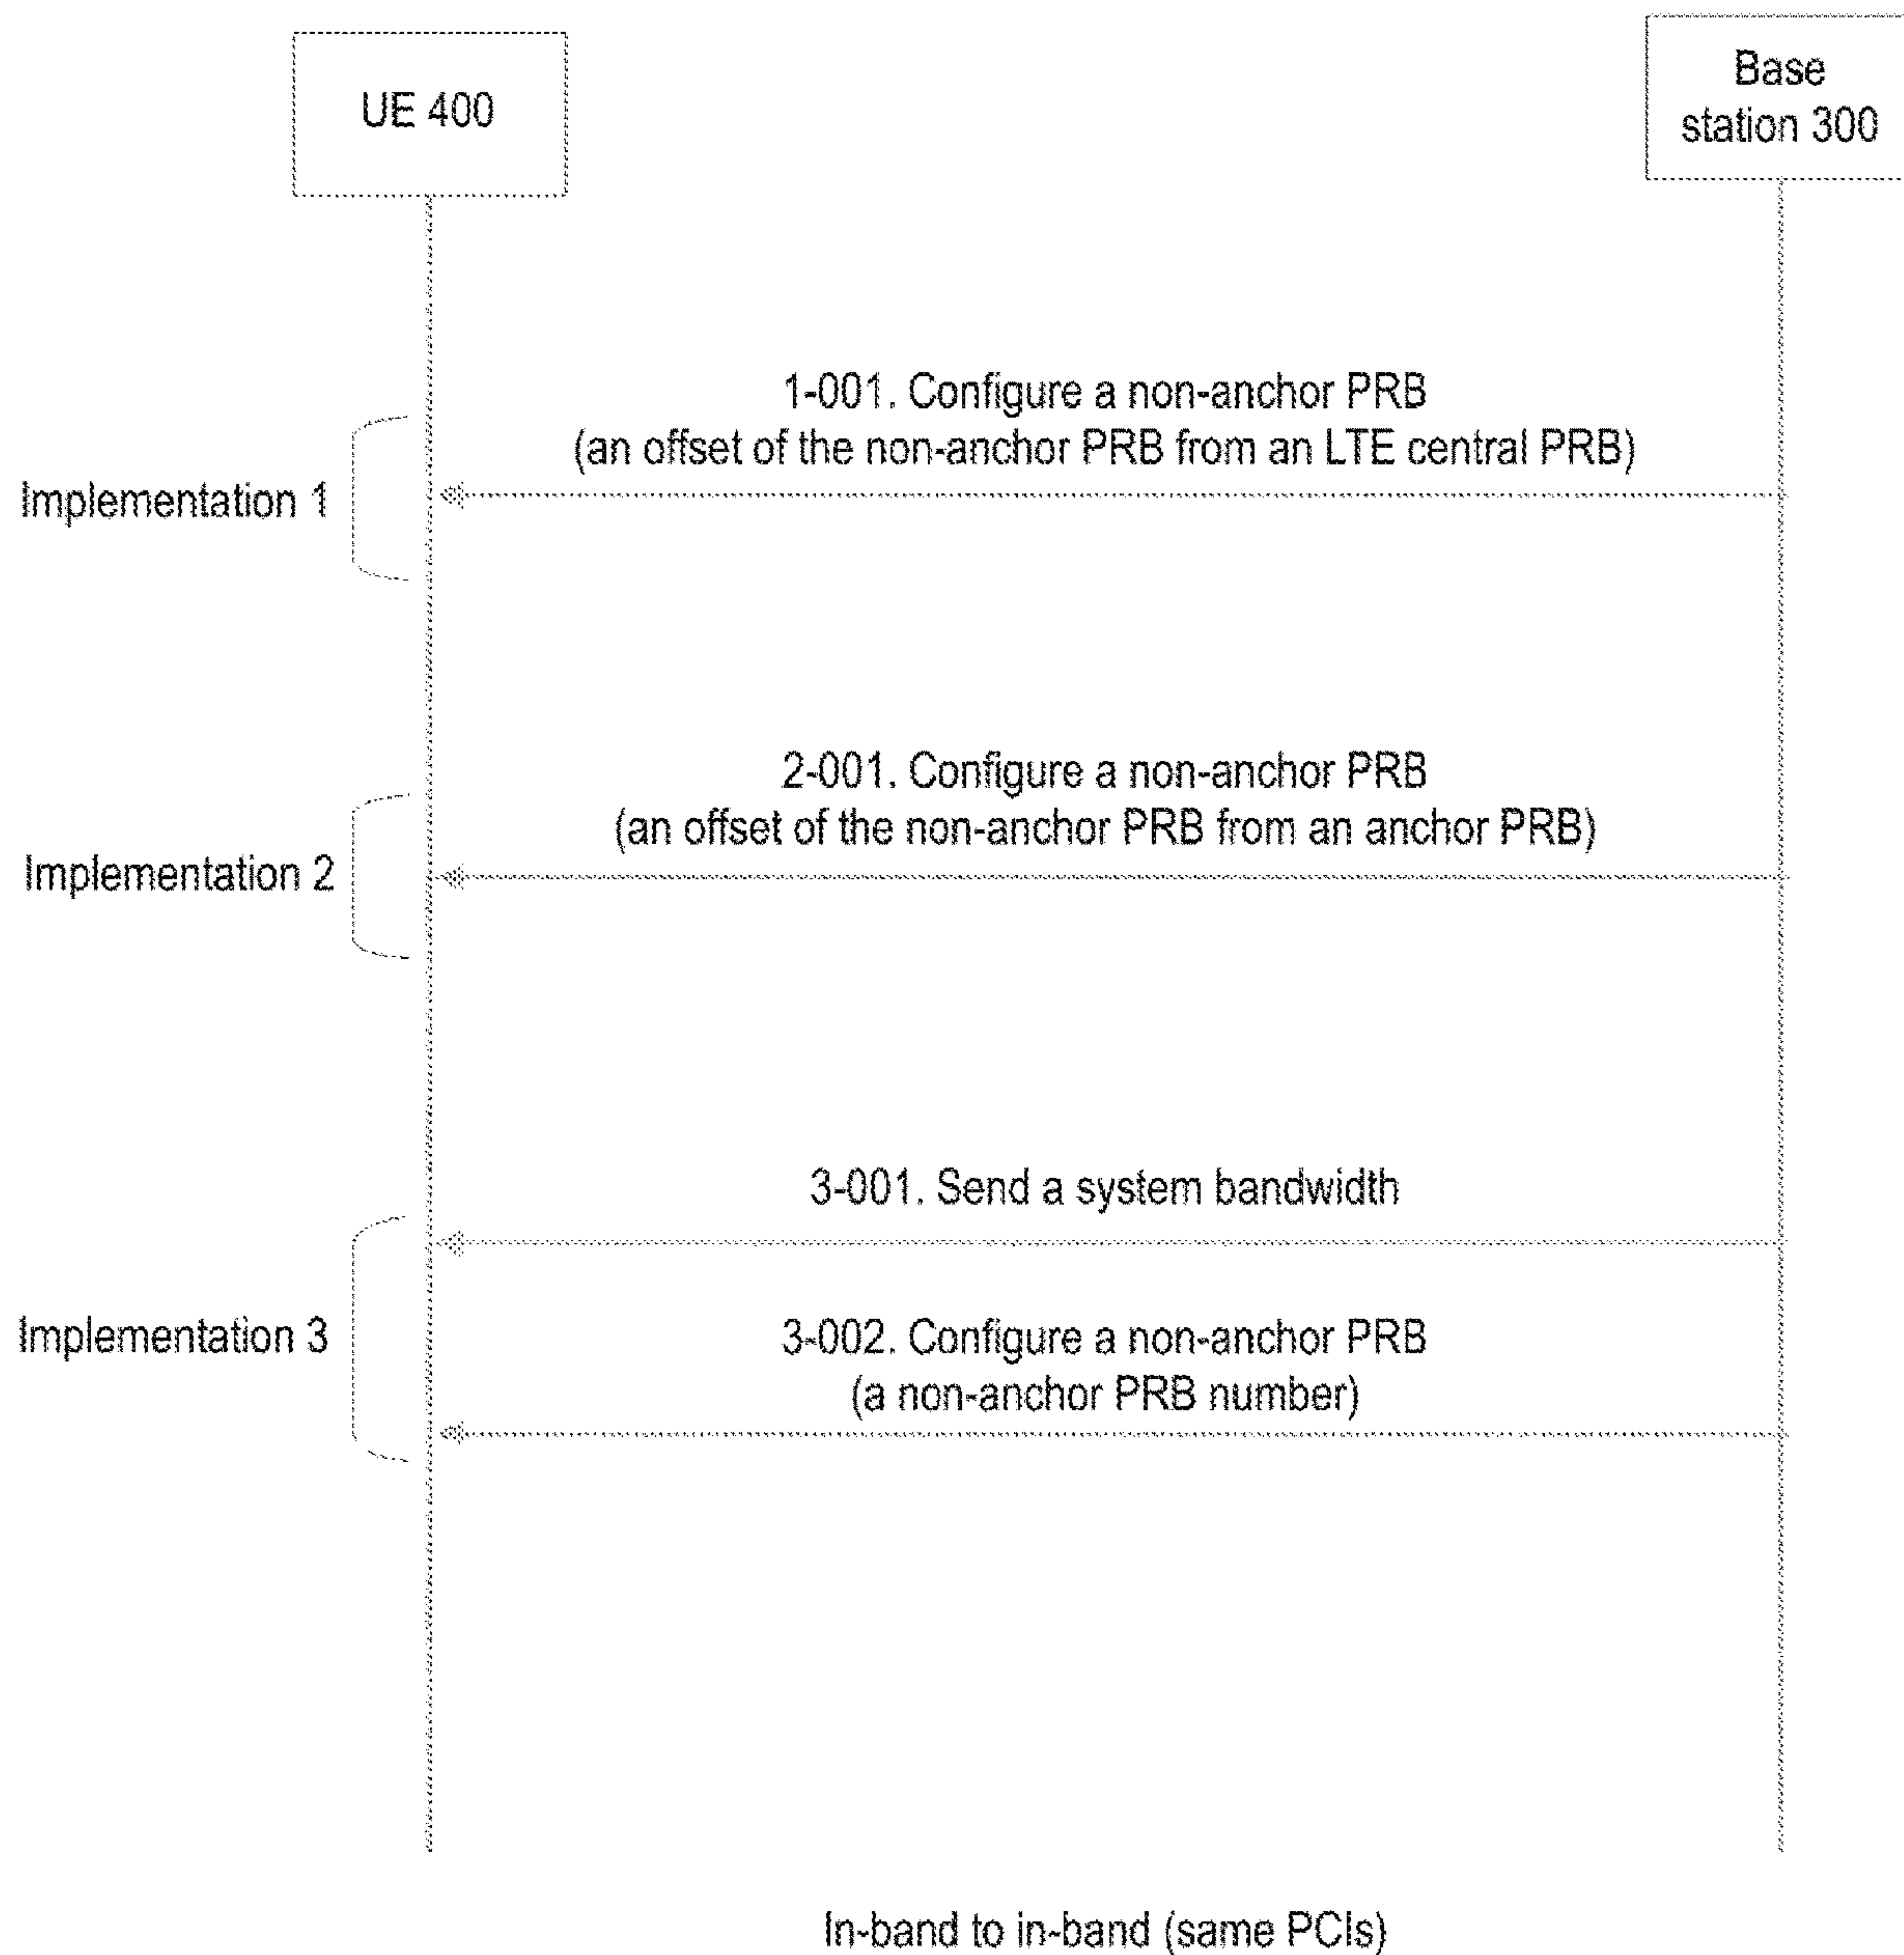 UE 400
Base
station 300
1-001. Configure a non-anchor PRB
(an offset of the non-anchor PRB from an LTE central PRB)
Implementation 1
2-001. Configure a non-anchor PRB
(an offset of the non-anchor PRB from an anchor PRB)
Implementation 2
3-001. Send a system bandwidth
Implementation 3
3-002. Configure a non-anchor PRB
(a non-anchor PRB number)
In-band to in-band (same PCIs)